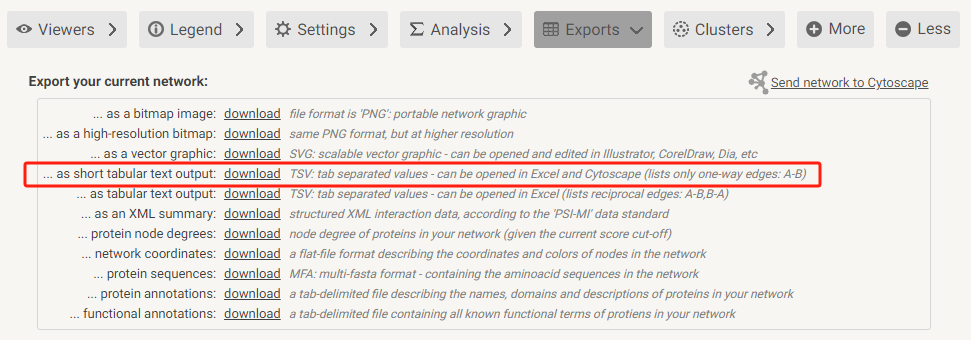 Viewers Legend Settings Analysis Exports Clusters More Less
Export your current network: Send network to Cytoscape
... as a bitmap image: download file format is 'PNG': portable network graphic
... as a high-resolution bitmap: download same PNG format, but at higher resolution
... as a vector graphic: download SVG: scalable vector graphic - can be opened and edited in Illustrator, CorelDraw, Dia, etc
... as short tabular text output: download TSV: tab separated values - can be opened in Excel and Cytoscape (lists only one-way edges: A-B)
... as tabular text output: download TSV: tab separated values - can be opened in Excel (lists reciprocal edges: A-B,B-A)
... as an XML summary: download structured XML interaction data, according to the 'PSI-MI' data standard
... protein node degrees: download node degree of proteins in your network (given the current score cut-off)
... network coordinates: download a flat-file format describing the coordinates and colors of nodes in the network
... protein sequences: download MFA: multi-fasta format - containing the aminoacid sequences in the network
... protein annotations: download a tab-delimited file describing the names, domains and descriptions of proteins in your network
... functional annotations: download a tab-delimited file containing all known functional terms of protiens in your network